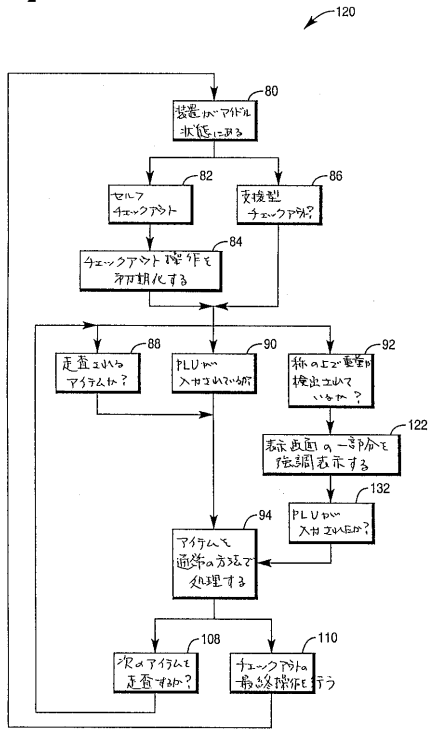 120
80
装置がアイドル
状態にある
82
セルフ
チェックアウト
86
支援型
チェックアウト?
84
チェックアウト操作を
初期化する
88
走査される
アイテムか?
90
PLUが
入力されているか?
92
秤の上で重量が
検出されて
いるか?
122
表示画面の一部分を
強調表示する
132
PLUが
入力されたか?
94
アイテムを
通常の方法で
処理する
108
次のアイテムを
走査するか?
110
チェックアウトの
最終操作を行う